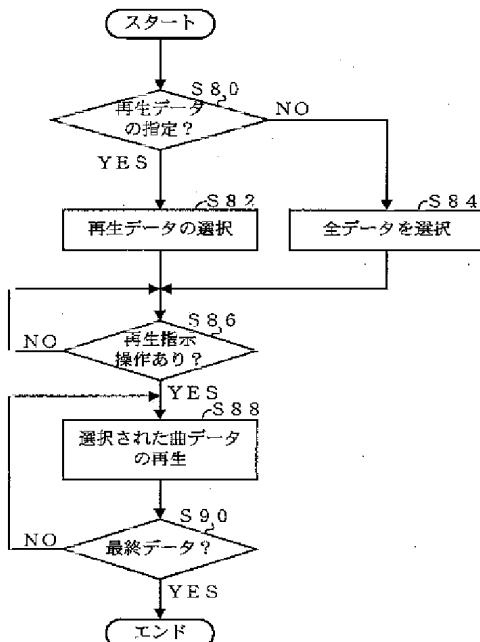 スタート
S80
再生データ
の指定？
NO
YES
S82
再生データの選択
S84
全データを選択
S86
再生指示
操作あり？
NO
YES
S88
選択された曲データ
の再生
S90
最終データ？
NO
YES
エンド